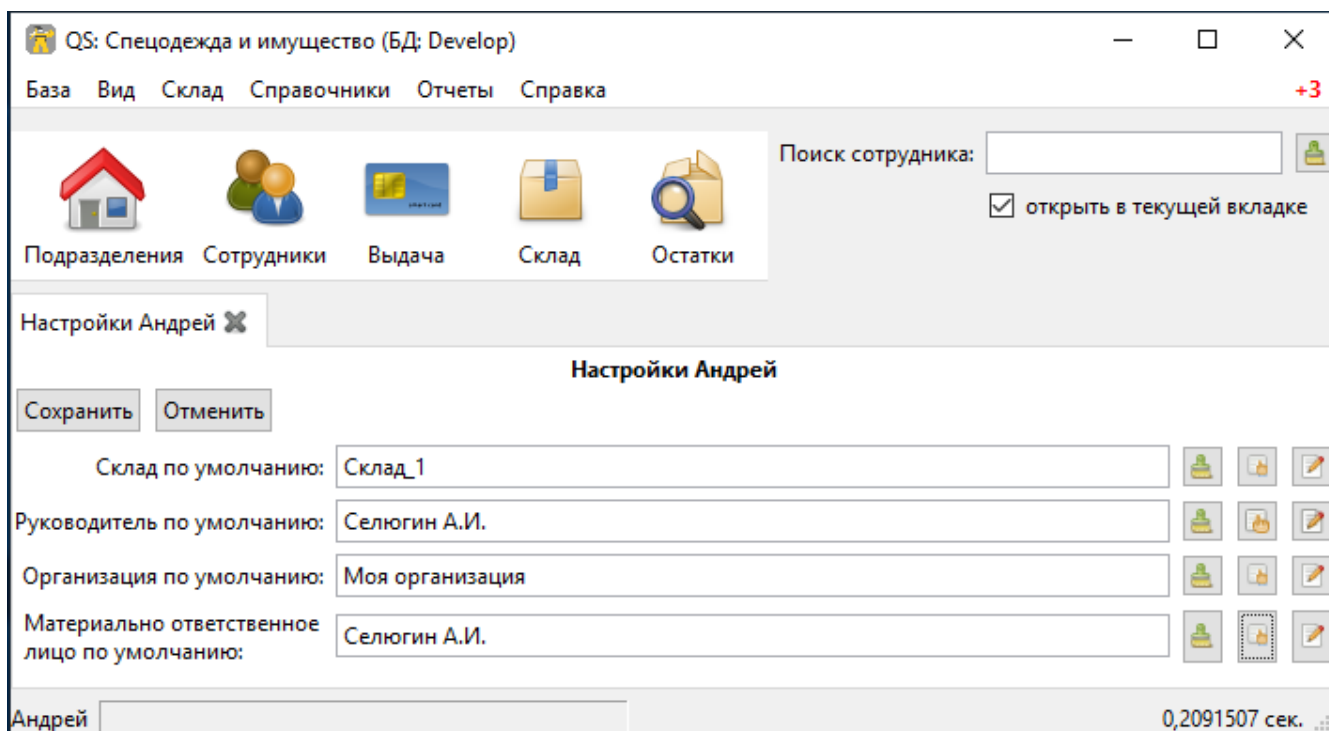 QS: Спецодежда и имущество (БД: Develop)
База Вид Склад Справочники Отчеты Справка +3
Поиск сотрудника:
открыть в текущей вкладке
smart card
Подразделения Сотрудники Выдача Склад Остатки
Настройки Андрей
Настройки Андрей
Сохранить Отменить
Склад по умолчанию: Склад_1
Руководитель по умолчанию: Селюгин А.И.
Организация по умолчанию: Моя организация
Материально ответственное
лицо по умолчанию: Селюгин А.И.
Андрей 0,2091507 сек.